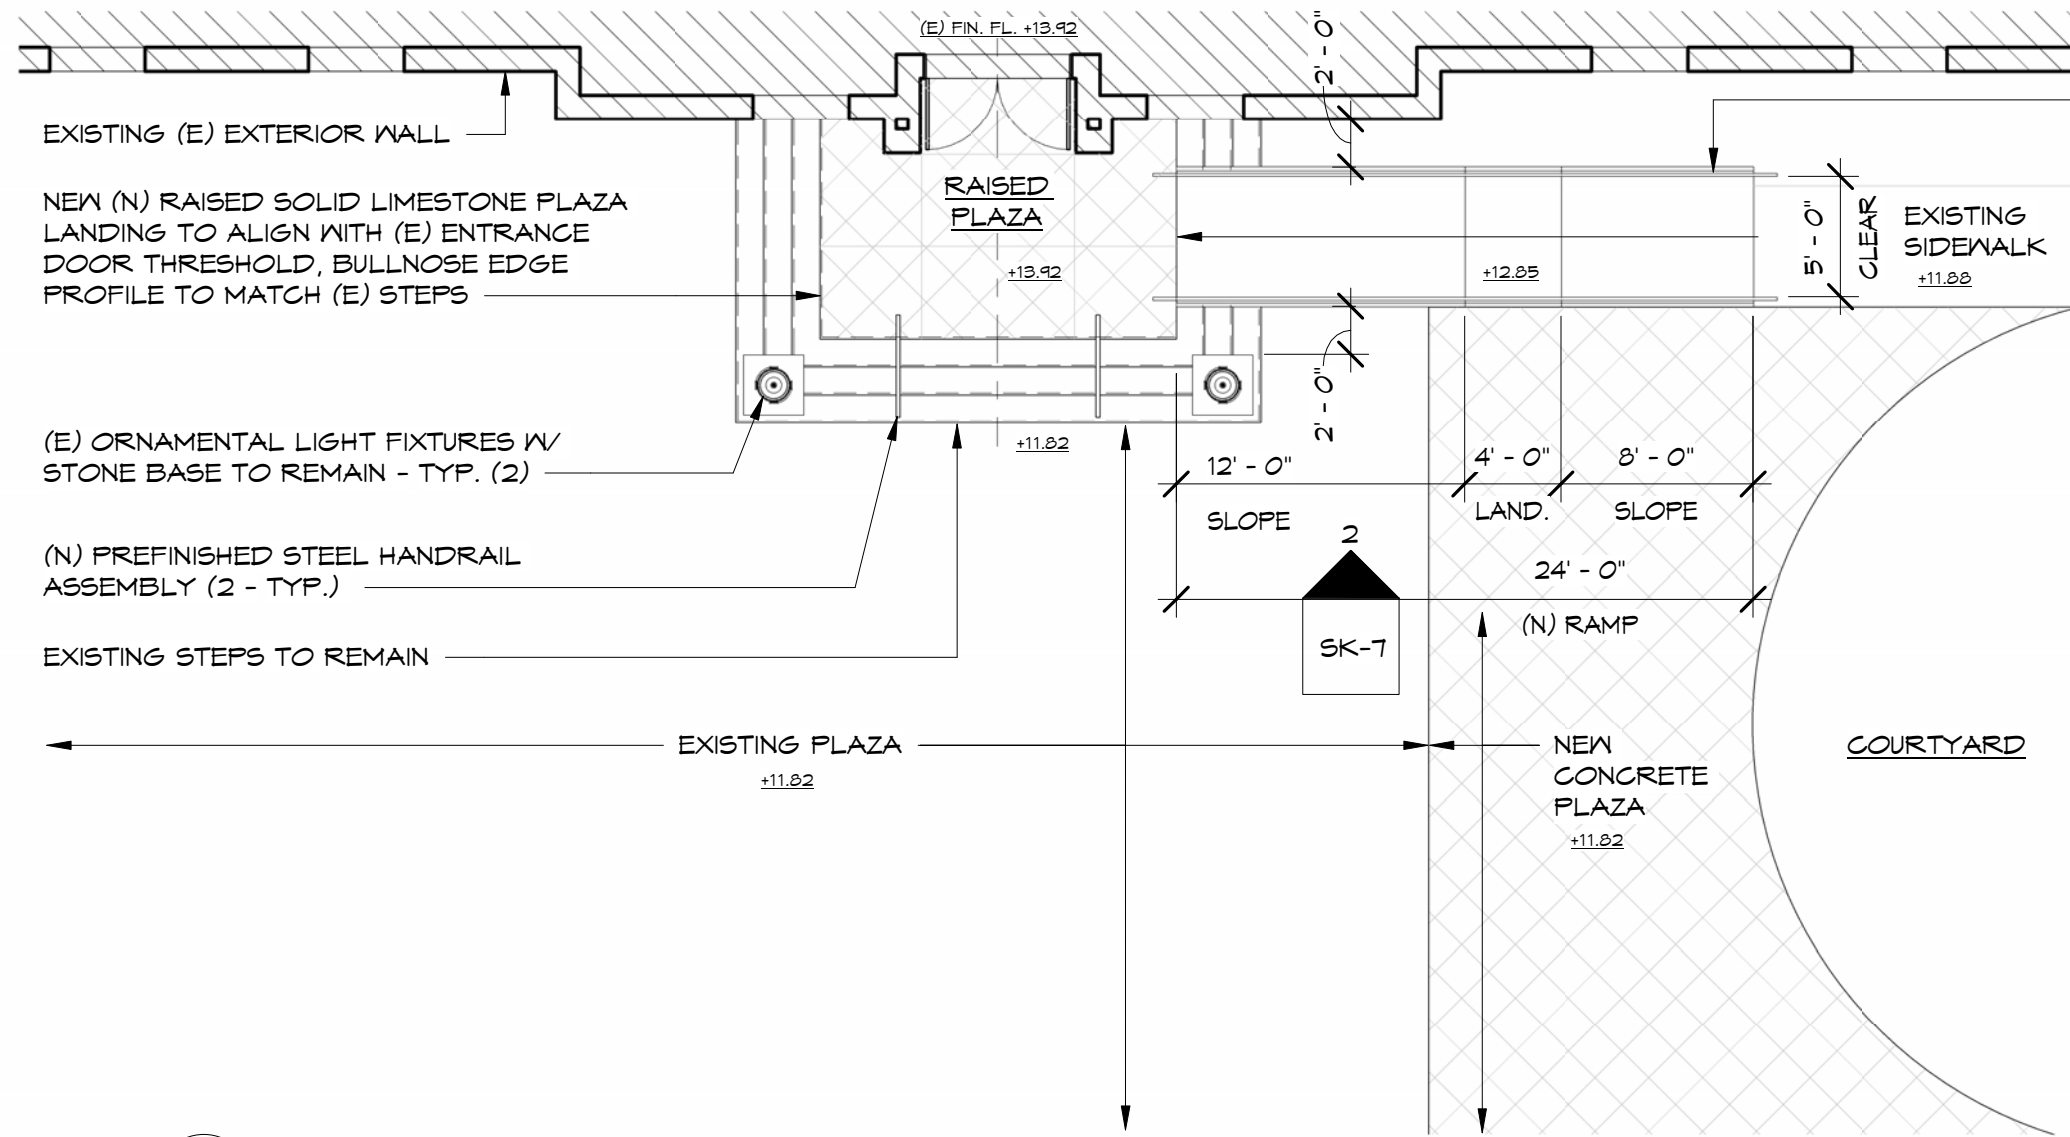 (E) FIN. FL. +13.92
2' - 0"
EXISTING (E) EXTERIOR WALL
NEW (N) RAISED SOLID LIMESTONE PLAZA
LANDING TO ALIGN WITH (E) ENTRANCE
DOOR THRESHOLD, BULLNOSE EDGE
PROFILE TO MATCH (E) STEPS
RAISED
PLAZA
+13.92
+12.85
5' - 0"
CLEAR
EXISTING
SIDEWALK
+11.88
2' - 0"
(E) ORNAMENTAL LIGHT FIXTURES W/
STONE BASE TO REMAIN - TYP. (2)
+11.82
12' - 0"
SLOPE
4' - 0"
LAND.
8' - 0"
SLOPE
(N) PREFINISHED STEEL HANDRAIL
ASSEMBLY (2 - TYP.)
2
SK-7
24' - 0"
(N) RAMP
EXISTING STEPS TO REMAIN
EXISTING PLAZA
+11.82
NEW
CONCRETE
PLAZA
+11.82
COURTYARD